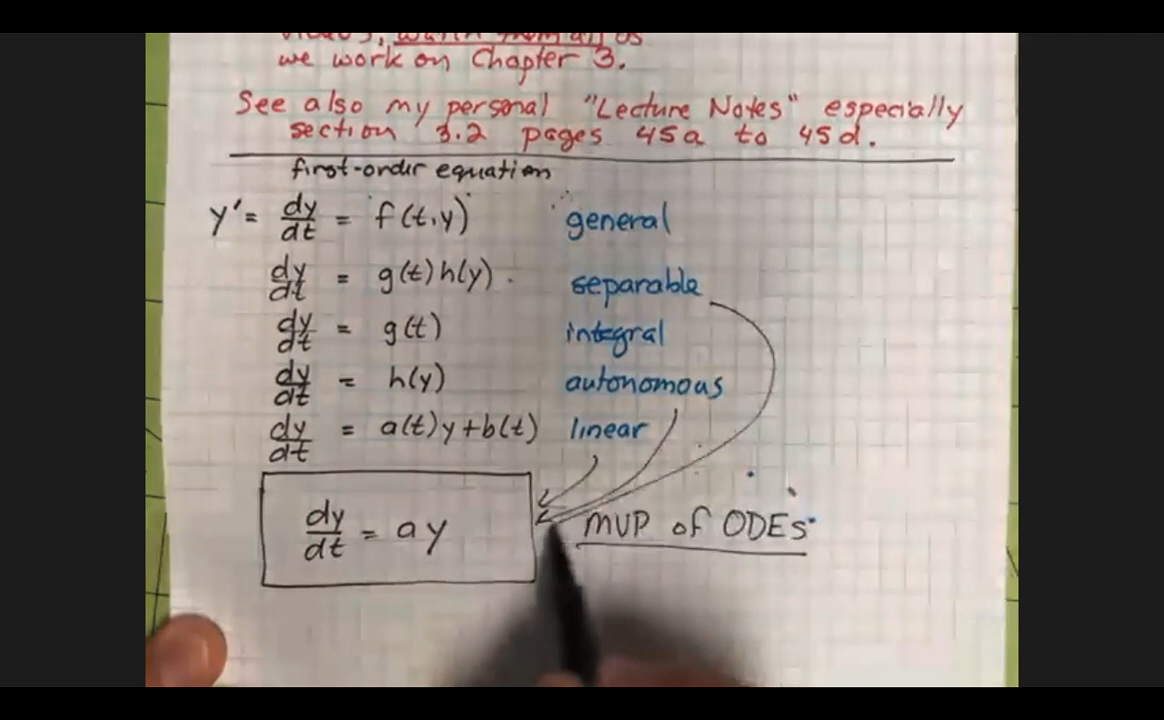 we work on Chapter 3.
See also my personal "Lecture Notes" especially
section 3.2 pages 45a to 45d.
first-order equation
y' = dy/dt = f(t,y) general
dy/dt = g(t)h(y). separable
dy/dt = g(t) integral
dy/dt = h(y) autonomous
dy/dt = a(t)y+b(t) linear
dy/dt = ay MVP of ODEs